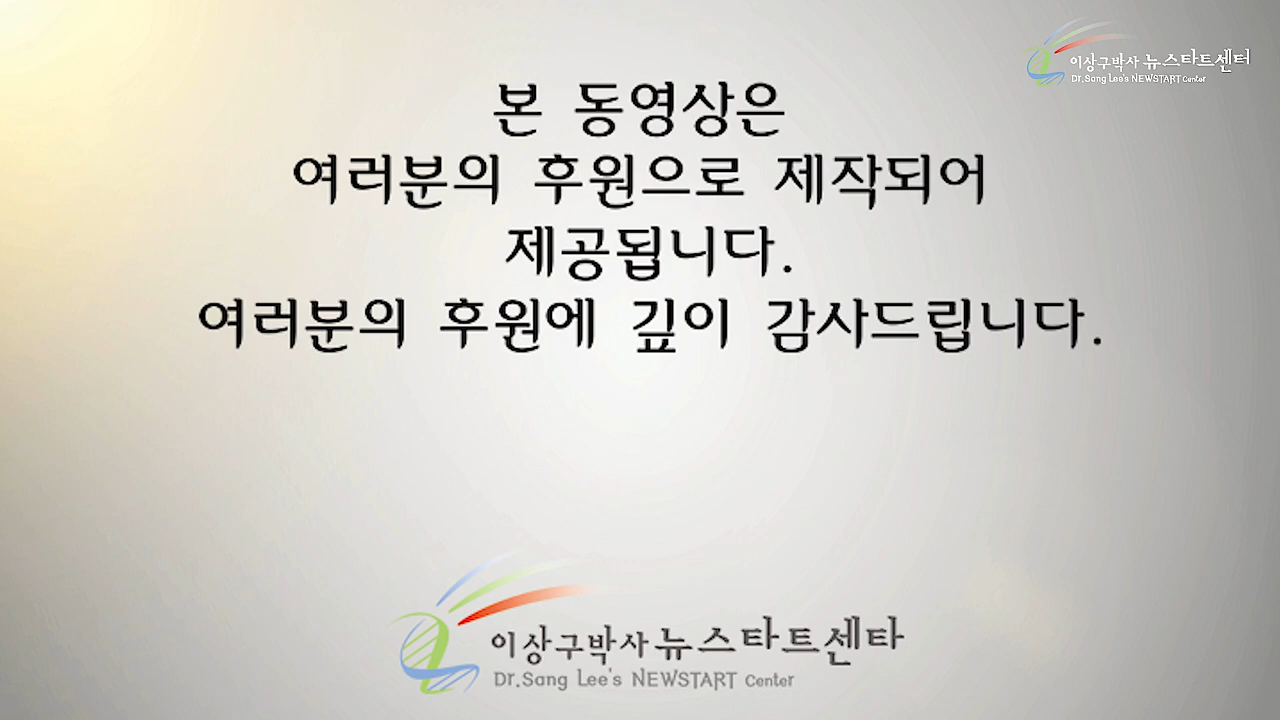 이상구박사 뉴스타트센터
Dr.Sang Lee's NEWSTART Center
본 동영상은
여러분의 후원으로 제작되어
제공됩니다.
여러분의 후원에 깊이 감사드립니다.
이상구박사 뉴스타트센타
Dr.Sang Lee's NEWSTART Center